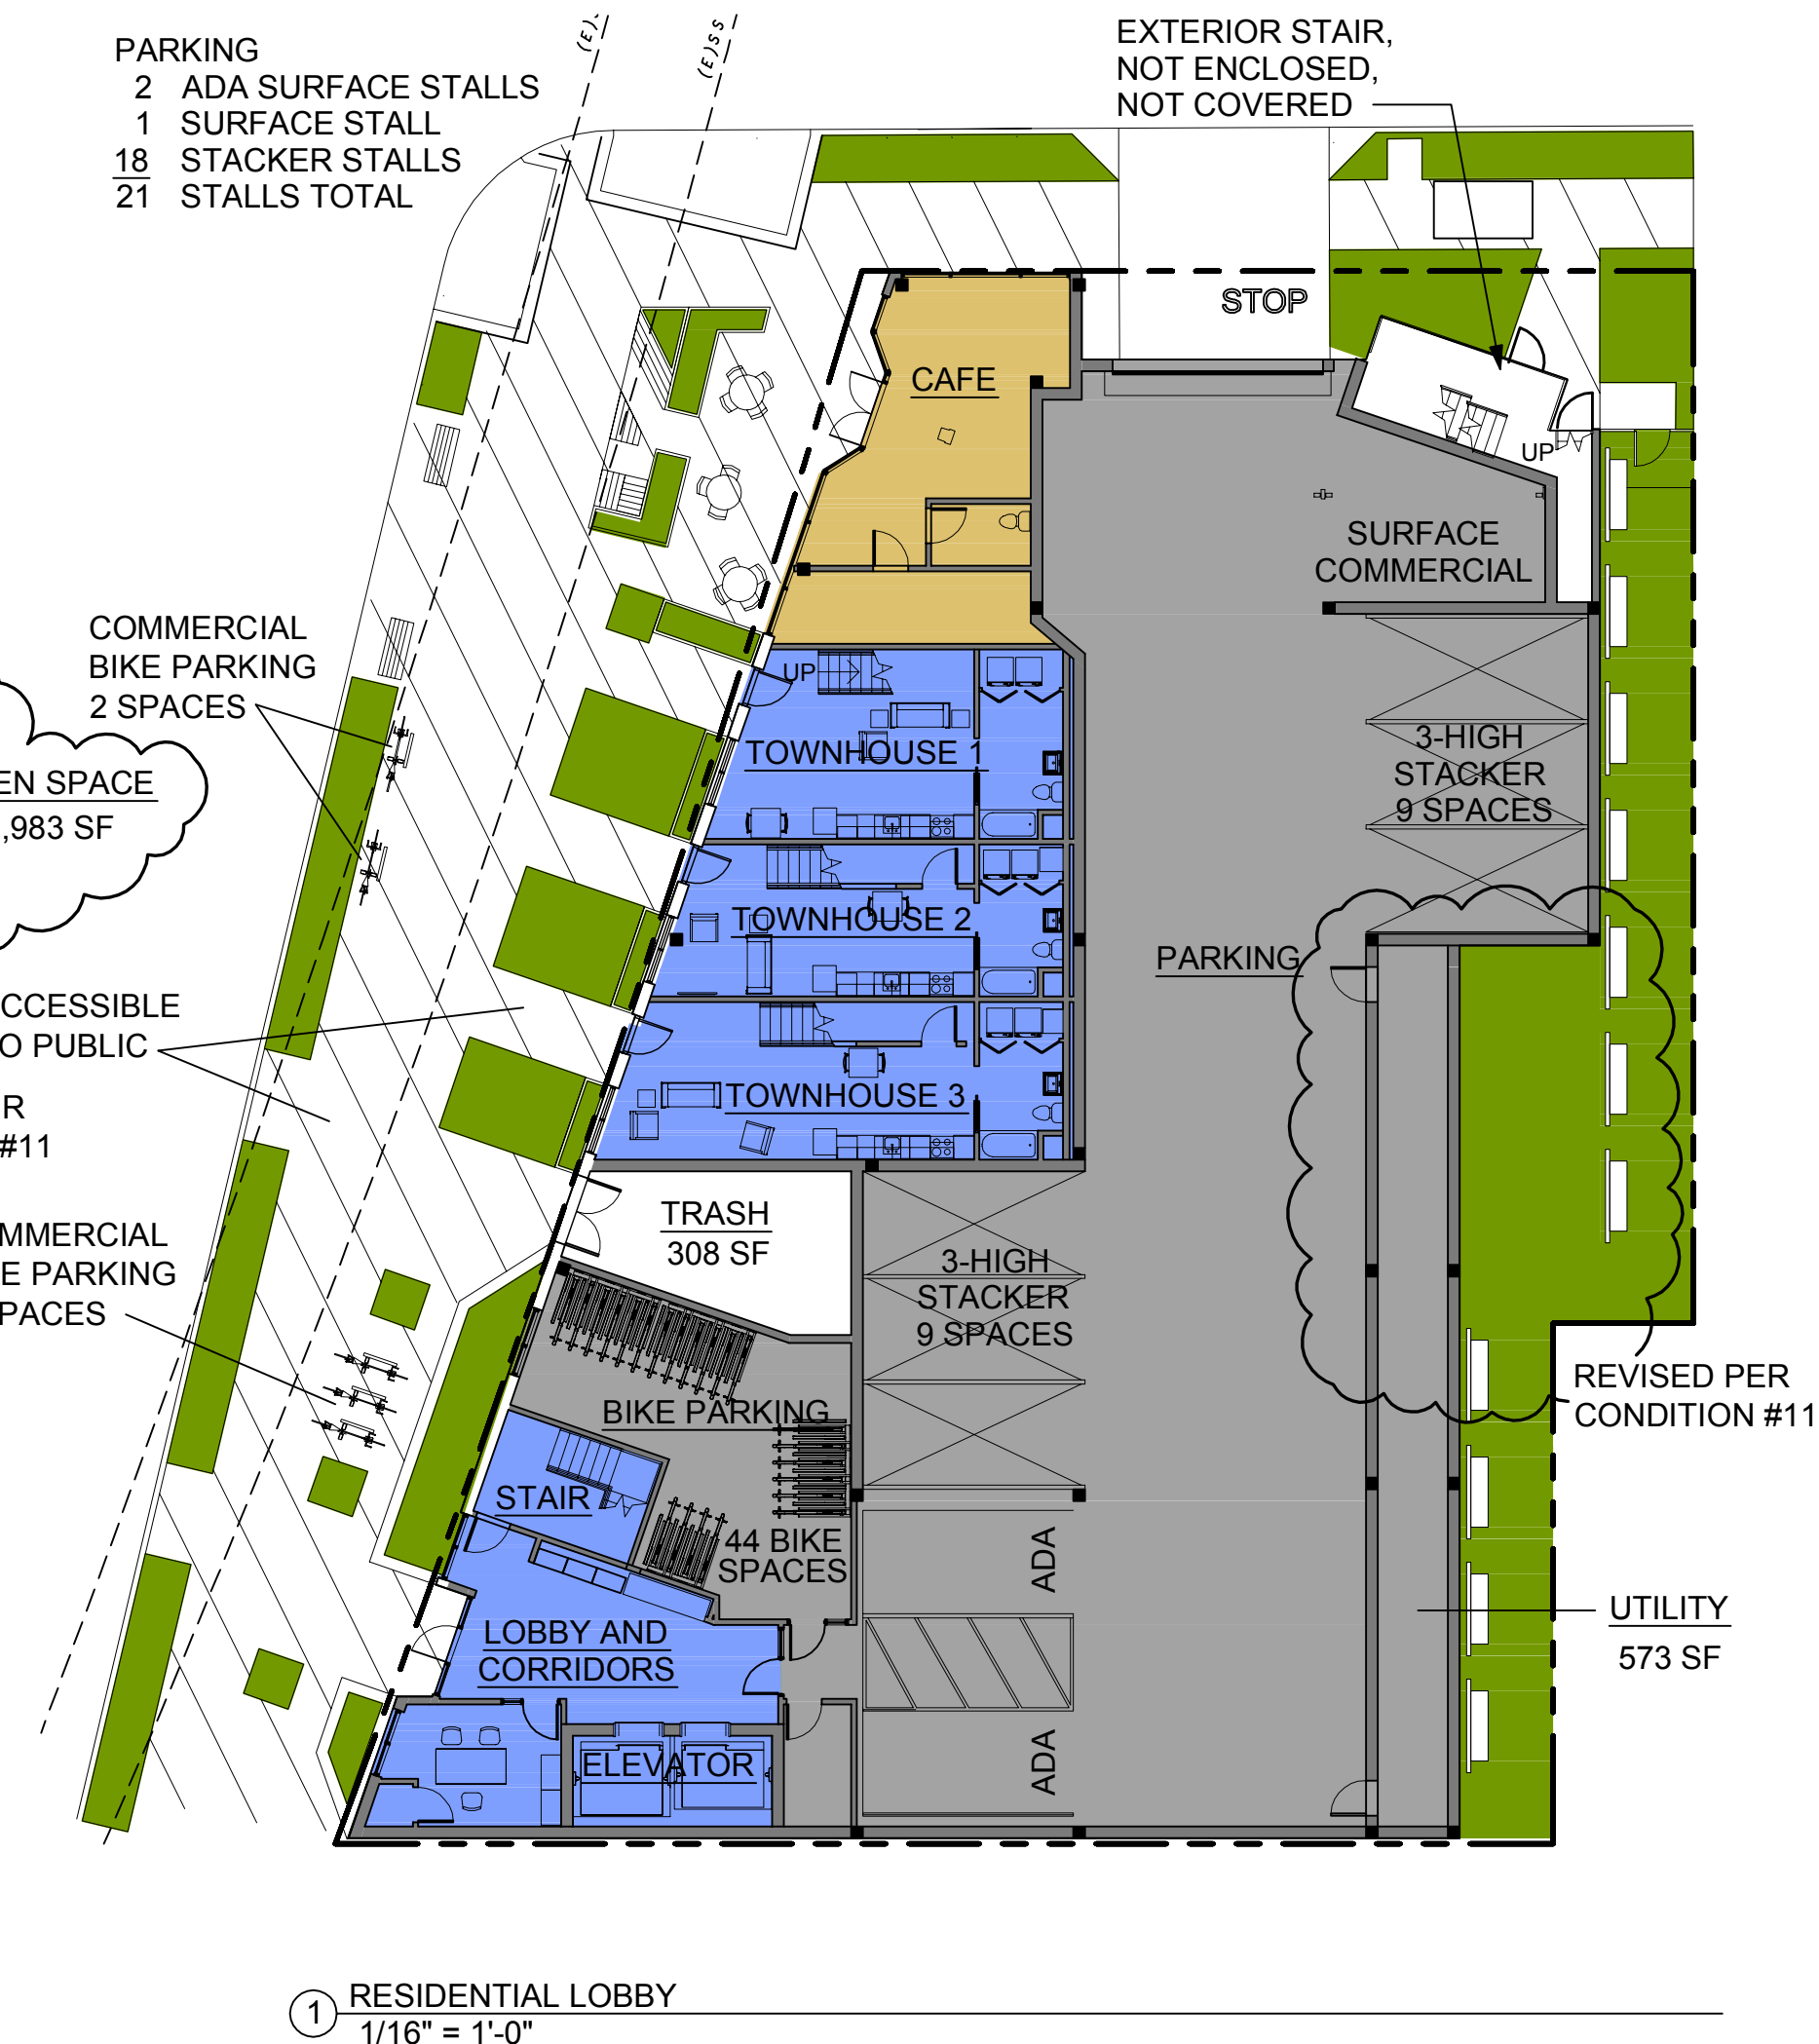 PARKING
2 ADA SURFACE STALLS
1 SURFACE STALL
18 STACKER STALLS
21 STALLS TOTAL
(E)SS
EXTERIOR STAIR,
NOT ENCLOSED,
NOT COVERED
STOP
CAFE
UP
SURFACE
COMMERCIAL
COMMERCIAL
BIKE PARKING
2 SPACES
UP
TOWNHOUSE 1
3-HIGH
STACKER
9 SPACES
EN SPACE
,983 SF
TOWNHOUSE 2
PARKING
CCESSIBLE
O PUBLIC
TOWNHOUSE 3
R
#11
TRASH
308 SF
MMERCIAL
E PARKING
PACES
3-HIGH
STACKER
9 SPACES
REVISED PER
CONDITION #11
BIKE PARKING
STAIR
44 BIKE
SPACES
ADA
LOBBY AND
CORRIDORS
UTILITY
573 SF
ELEVATOR
ADA
1 RESIDENTIAL LOBBY
1/16" = 1'-0"